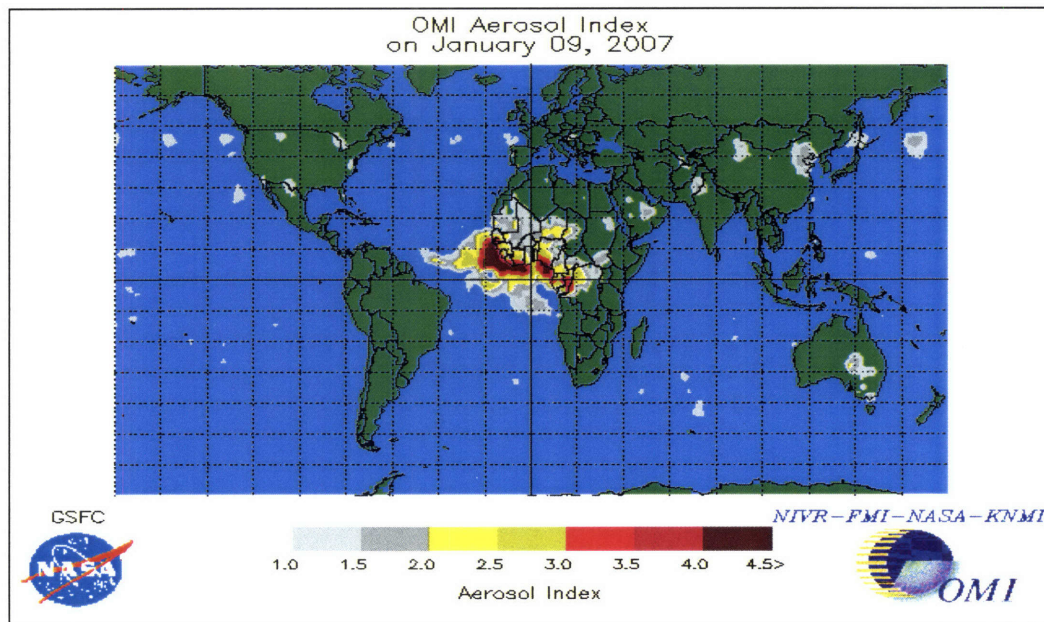 OMI Aerosol Index
on January 09, 2007
GSFC
NASA
1.0 1.5 2.0 2.5 3.0 3.5 4.0 4.5>
Aerosol Index
NIVR-FMI-NASA-KNMI
OMI